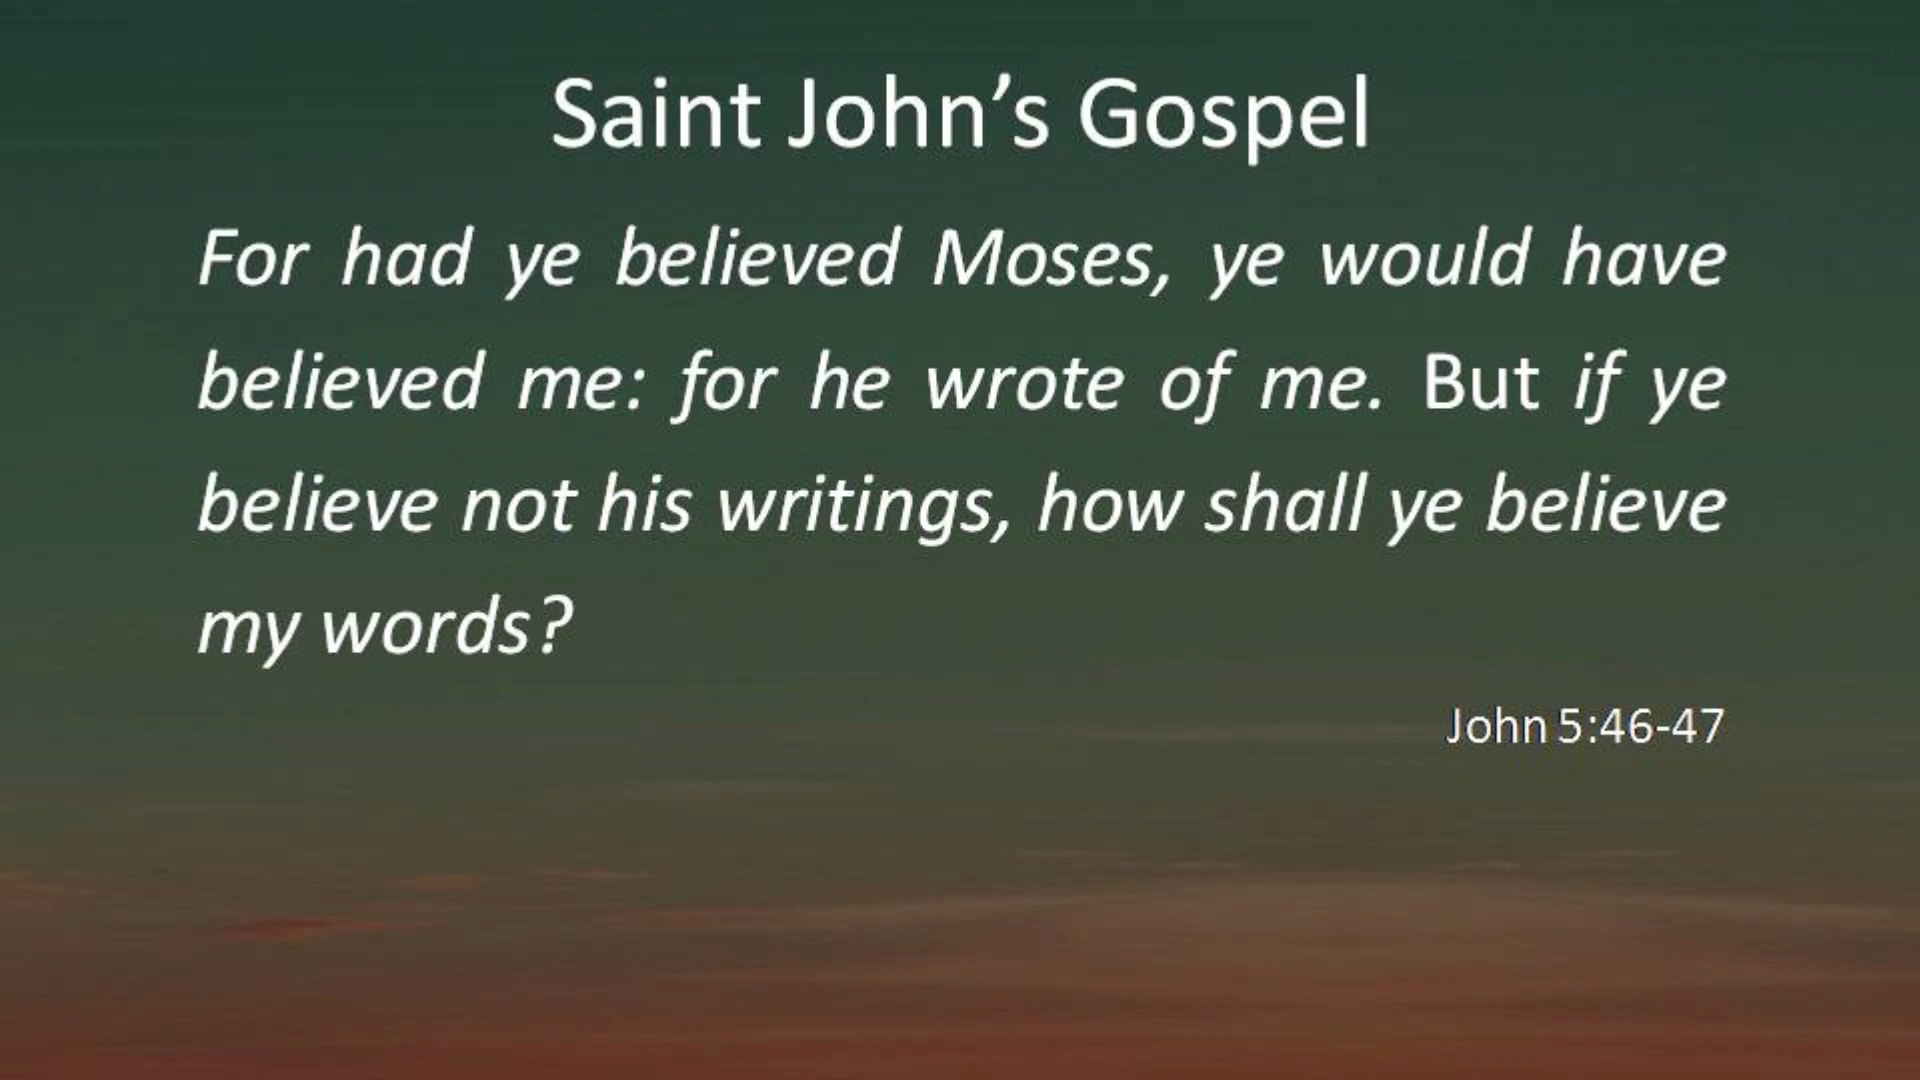 Saint John’s Gospel
For had ye believed Moses, ye would have
believed me: for he wrote of me. But if ye
believe not his writings, how shall ye believe
my words?
John 5:46-47